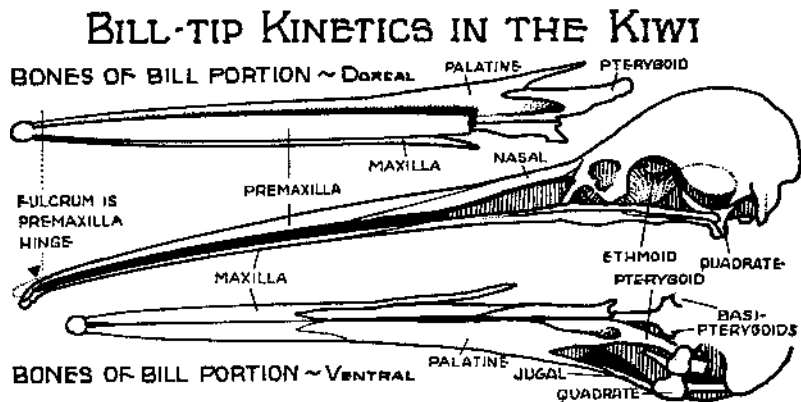 BILL-TIP KINETICS IN THE KIWI
BONES OF BILL PORTION ~ DORSAL
PALATINE
PTERYGOID
MAXILLA
NASAL
PREMAXILLA
FULCRUM IS
PREMAXILLA
HINGE
ETHMOID
QUADRATE
MAXILLA
PTERYGOID
BASI-
PTERYGOIDS
PALATINE
JUGAL
QUADRATE
BONES OF BILL PORTION ~ VENTRAL